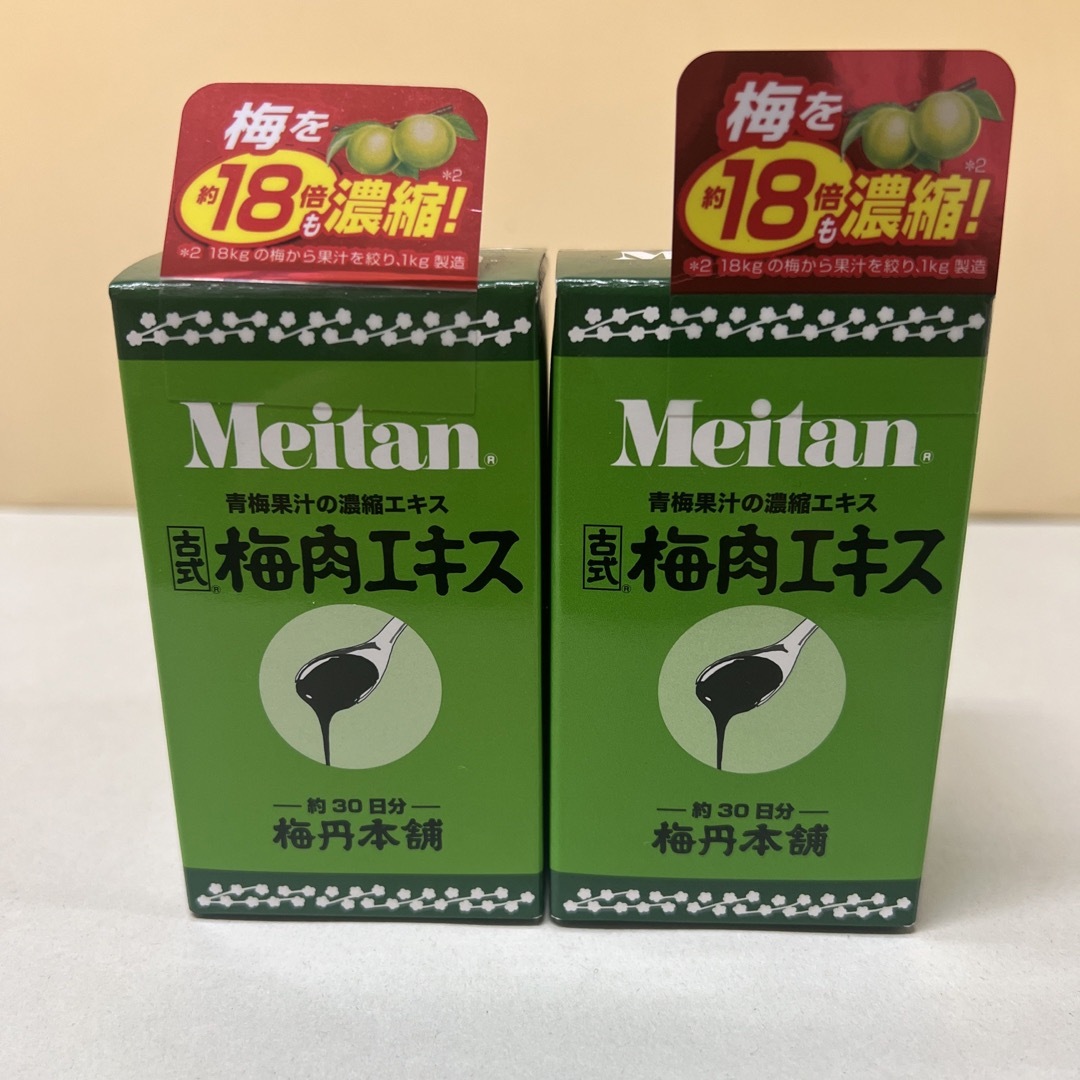 梅を
約18倍も濃縮!*2
*2 18kgの梅から果汁を絞り、1kg製造
Meitan®
青梅果汁の濃縮エキス
古式® 梅肉エキス
約30日分
梅丹本舗
梅を
約18倍も濃縮!*2
*2 18kgの梅から果汁を絞り、1kg製造
Meitan®
青梅果汁の濃縮エキス
古式® 梅肉エキス
約30日分
梅丹本舗